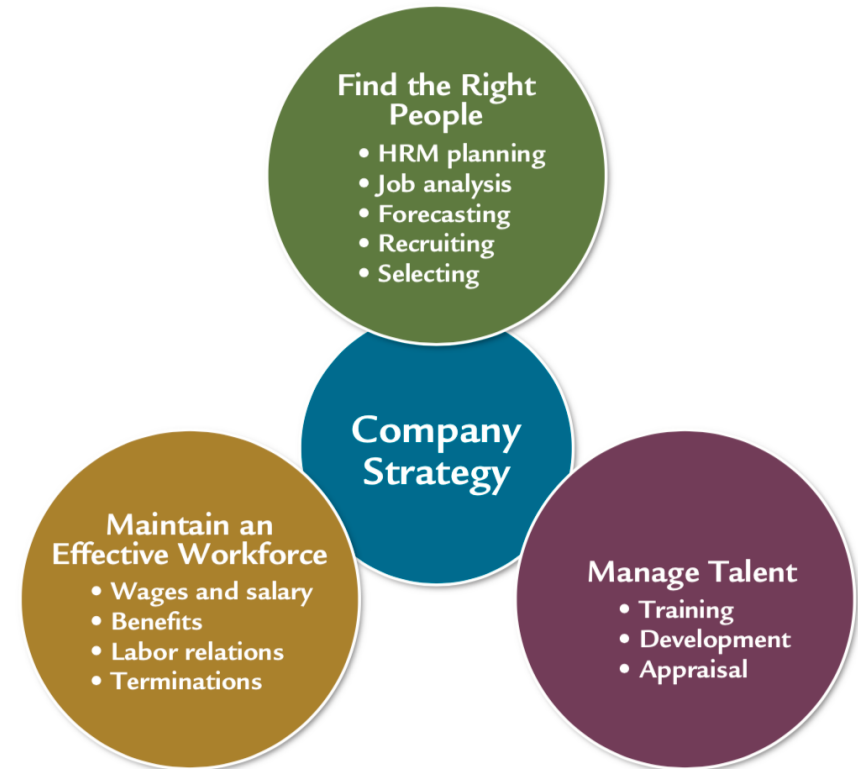 Find the Right
People
• HRM planning
• Job analysis
• Forecasting
• Recruiting
• Selecting
Company
Strategy
Maintain an
Effective Workforce
• Wages and salary
• Benefits
• Labor relations
• Terminations
Manage Talent
• Training
• Development
• Appraisal